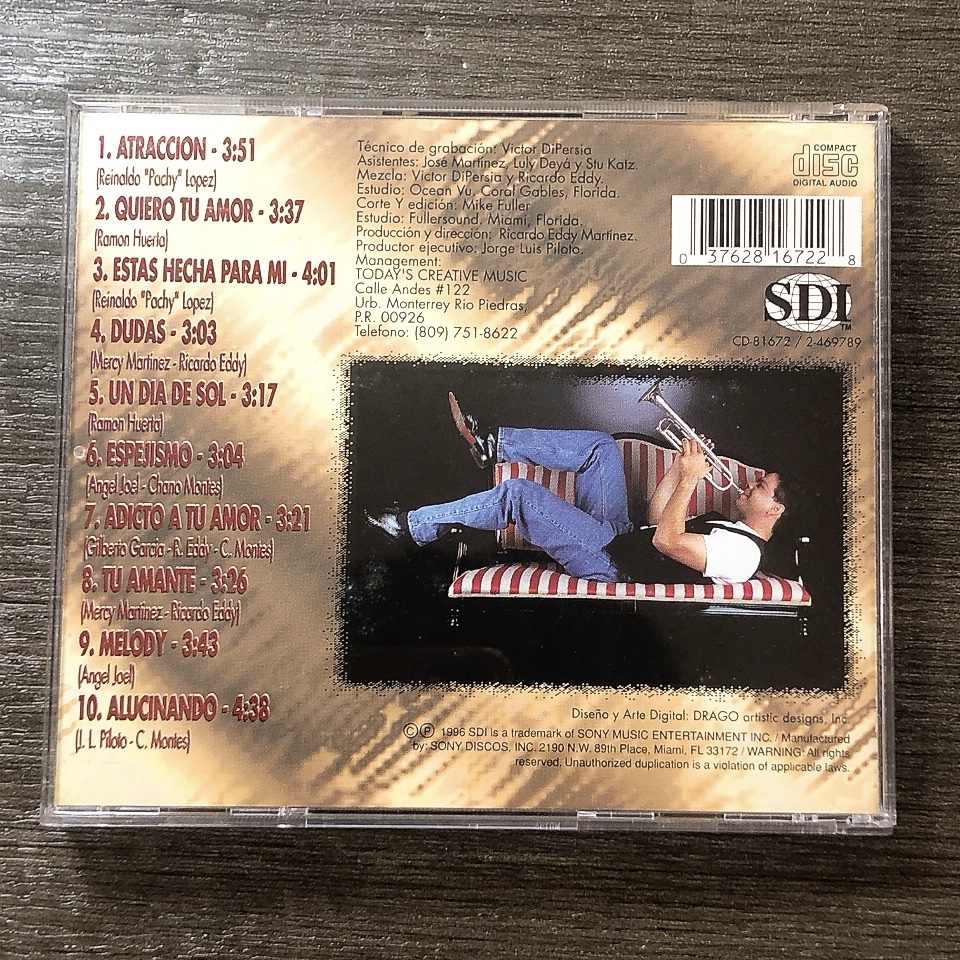 1. ATRACCION - 3:51
(Reinaldo "Pachy" Lopez)
2. QUIERO TU AMOR - 3:37
(Ramon Huerta)
3. ESTAS HECHA PARA MI - 4:01
(Reinaldo "Pachy" Lopez)
4. DUDAS - 3:03
(Mercy Martinez - Ricardo Eddy)
5. UN DIA DE SOL - 3:17
(Ramon Huerta)
6. ESPEJISMO - 3:04
(Angel Joel - Chano Montes)
7. ADICTO A TU AMOR - 3:21
(Gilberto Garcia - R. Eddy - C. Montes)
8. TU AMANTE - 3:26
(Mercy Martinez - Ricardo Eddy)
9. MELODY - 3:43
(Angel Joel)
10. ALUCINANDO - 4:38
(J. L. Piloto - C. Montes)
Técnico de grabación: Victor DiPersia
Asistentes: José Martínez, Luly Deyá y Stu Katz.
Mezcla: Victor DiPersia y Ricardo Eddy.
Estudio: Ocean Vu, Coral Gables, Florida.
Corte Y edición: Mike Fuller
Estudio: Fullersound, Miami, Florida.
Producción y dirección: Ricardo Eddy Martínez.
Productor ejecutivo: Jorge Luis Piloto.
Management:
TODAY'S CREATIVE MUSIC
Calle Andes #122
Urb. Monterrey Rio Piedras,
P.R. 00926
Telefono: (809) 751-8622
COMPACT
disc
DIGITAL AUDIO
0 37628 16722 8
SDI
TM
CD-81672 / 2-469789
Diseño y Arte Digital: DRAGO artistic designs, Inc.
© ℗ 1996 SDI is a trademark of SONY MUSIC ENTERTAINMENT INC. / Manufactured
by: SONY DISCOS, INC. 2190 N.W. 89th Place, Miami, FL 33172 / WARNING: All rights
reserved. Unauthorized duplication is a violation of applicable laws.